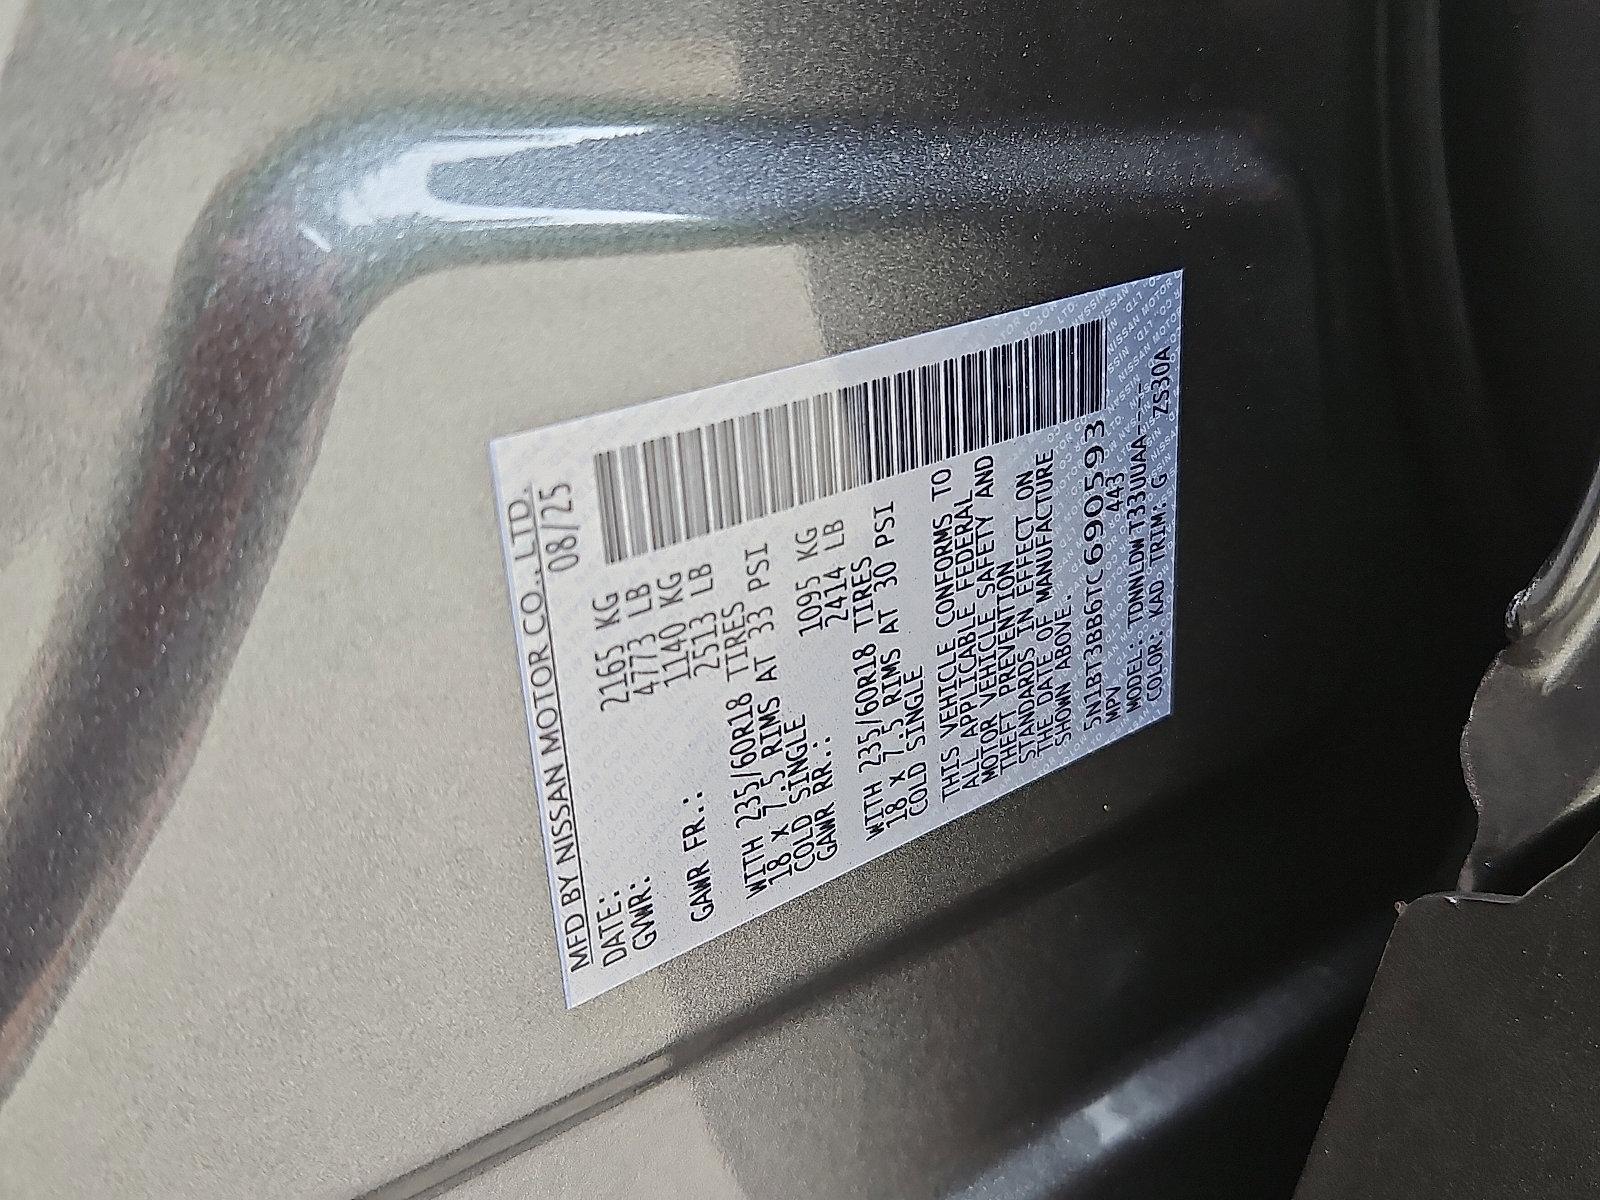 MFD BY NISSAN MOTOR CO., LTD.
DATE: 08/25
GVWR: 2165 KG
4773 LB
GAWR FR.: 1140 KG
2513 LB
WITH 235/60R18 TIRES
18 x 7.5 RIMS AT 33 PSI
COLD SINGLE
GAWR RR.: 1095 KG
2414 LB
WITH 235/60R18 TIRES
18 x 7.5 RIMS AT 30 PSI
COLD SINGLE
THIS VEHICLE CONFORMS TO
ALL APPLICABLE FEDERAL
MOTOR VEHICLE SAFETY AND
THEFT PREVENTION
STANDARDS IN EFFECT ON
THE DATE OF MANUFACTURE
SHOWN ABOVE.
5N1BT3BB6TC690593
MPV 443
MODEL: TDNNLDW T33UUAA----
COLOR: KAD TRIM: G ZS30A